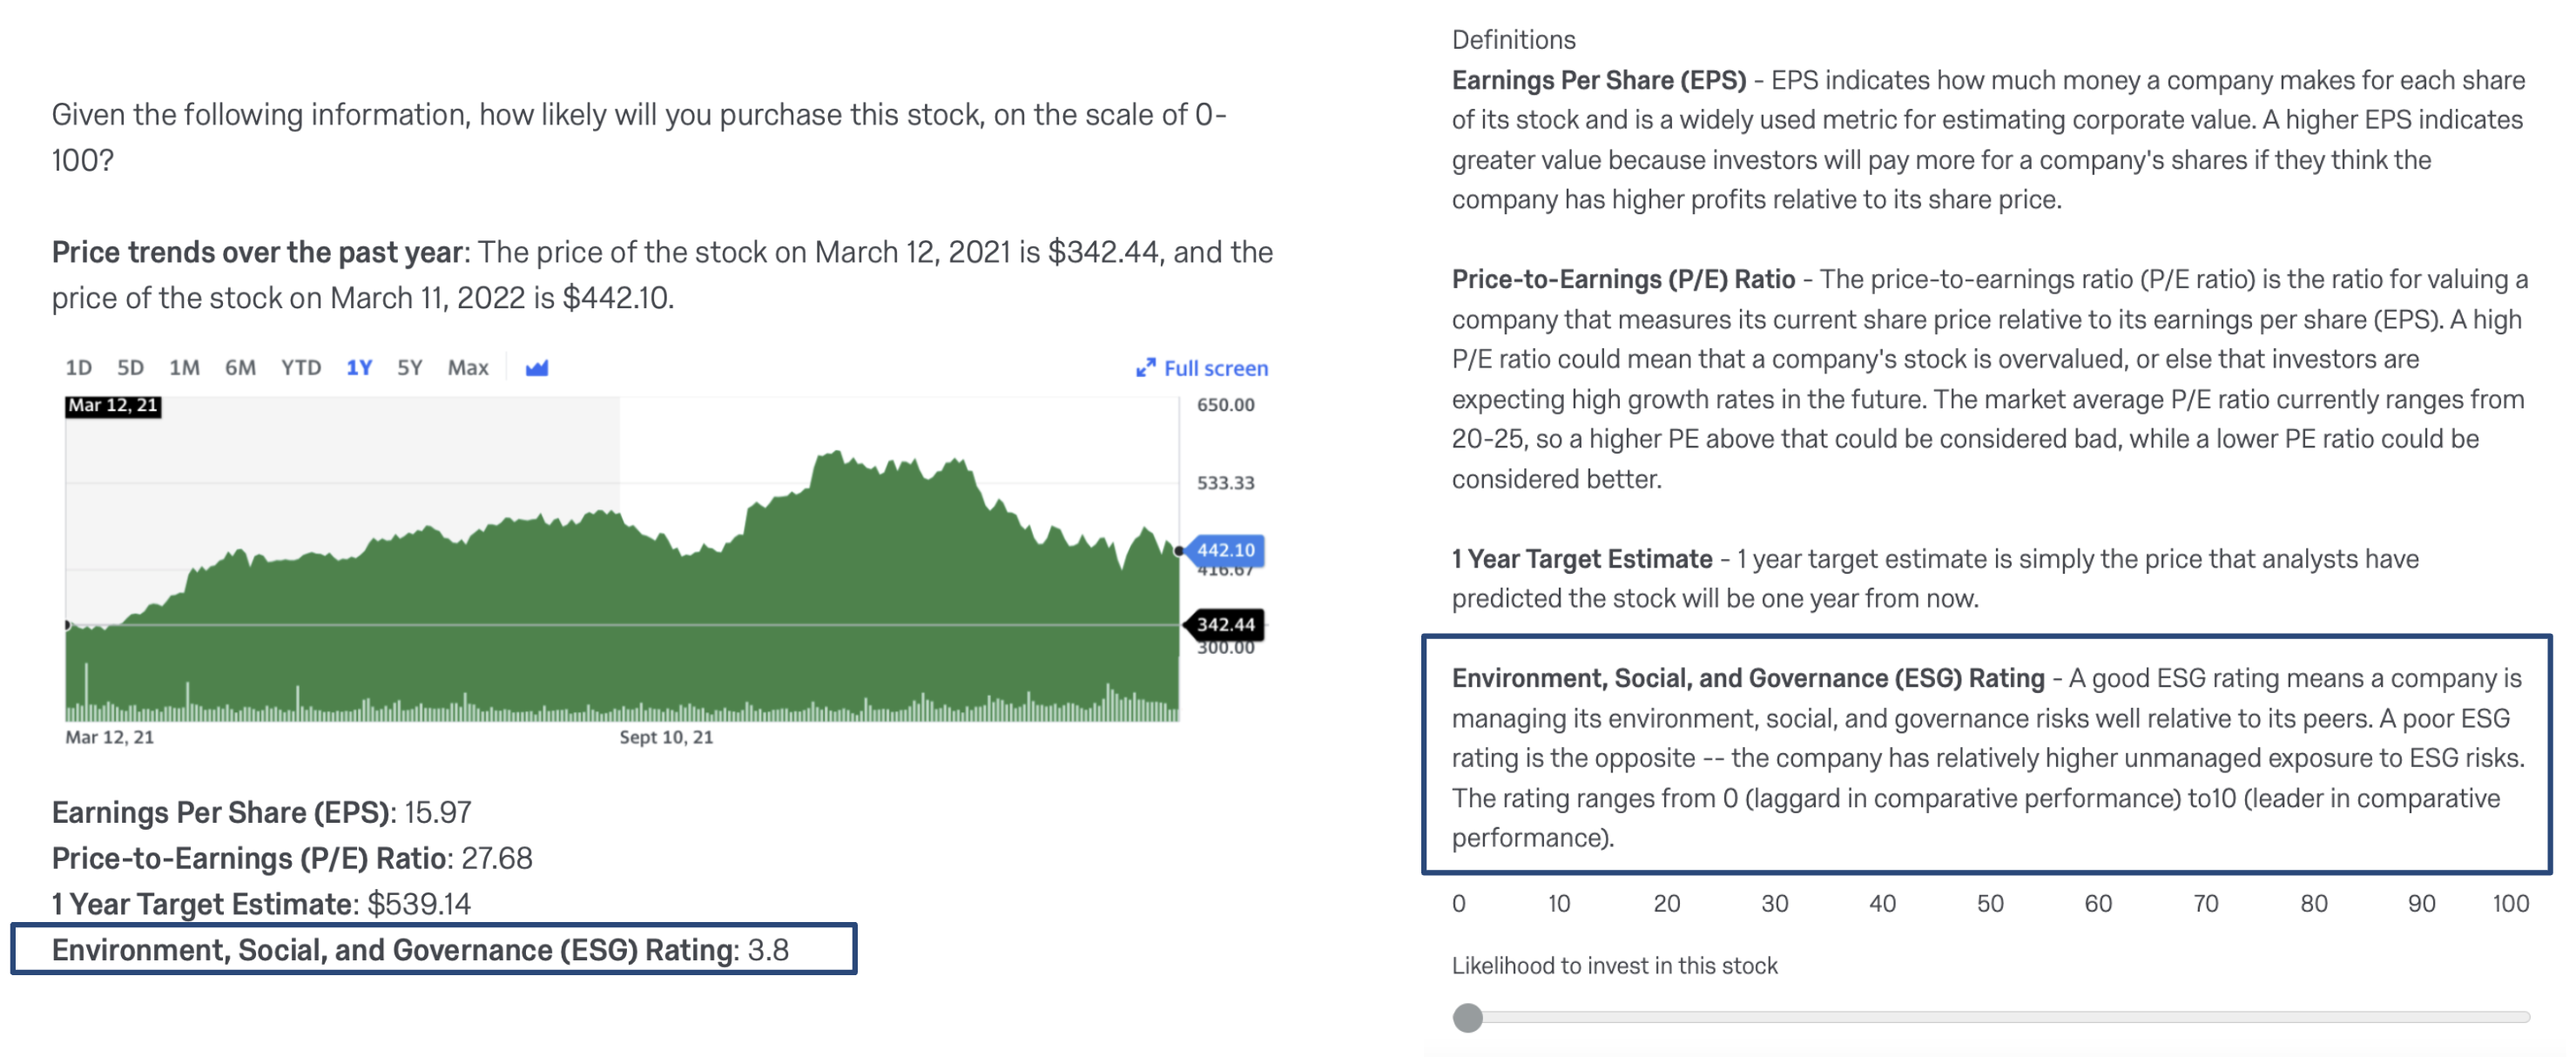 Given the following information, how likely will you purchase this stock, on the scale of 0-
100?
Price trends over the past year: The price of the stock on March 12, 2021 is $342.44, and the
price of the stock on March 11, 2022 is $442.10.
1D 5D 1M 6M YTD 1Y 5Y Max Full screen
Mar 12, 21
650.00
533.33
442.10
416.67
342.44
300.00
Mar 12, 21 Sept 10, 21
Earnings Per Share (EPS): 15.97
Price-to-Earnings (P/E) Ratio: 27.68
1 Year Target Estimate: $539.14
Environment, Social, and Governance (ESG) Rating: 3.8
Definitions
Earnings Per Share (EPS) - EPS indicates how much money a company makes for each share
of its stock and is a widely used metric for estimating corporate value. A higher EPS indicates
greater value because investors will pay more for a company's shares if they think the
company has higher profits relative to its share price.
Price-to-Earnings (P/E) Ratio - The price-to-earnings ratio (P/E ratio) is the ratio for valuing a
company that measures its current share price relative to its earnings per share (EPS). A high
P/E ratio could mean that a company's stock is overvalued, or else that investors are
expecting high growth rates in the future. The market average P/E ratio currently ranges from
20-25, so a higher PE above that could be considered bad, while a lower PE ratio could be
considered better.
1 Year Target Estimate - 1 year target estimate is simply the price that analysts have
predicted the stock will be one year from now.
Environment, Social, and Governance (ESG) Rating - A good ESG rating means a company is
managing its environment, social, and governance risks well relative to its peers. A poor ESG
rating is the opposite -- the company has relatively higher unmanaged exposure to ESG risks.
The rating ranges from 0 (laggard in comparative performance) to10 (leader in comparative
performance).
0 10 20 30 40 50 60 70 80 90 100
Likelihood to invest in this stock